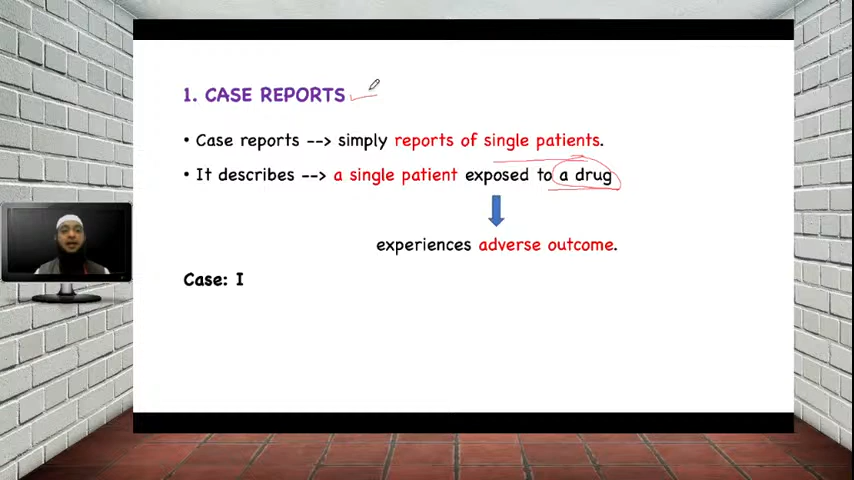 1. CASE REPORTS
• Case reports --> simply reports of single patients.
• It describes --> a single patient exposed to a drug
experiences adverse outcome.
Case: I